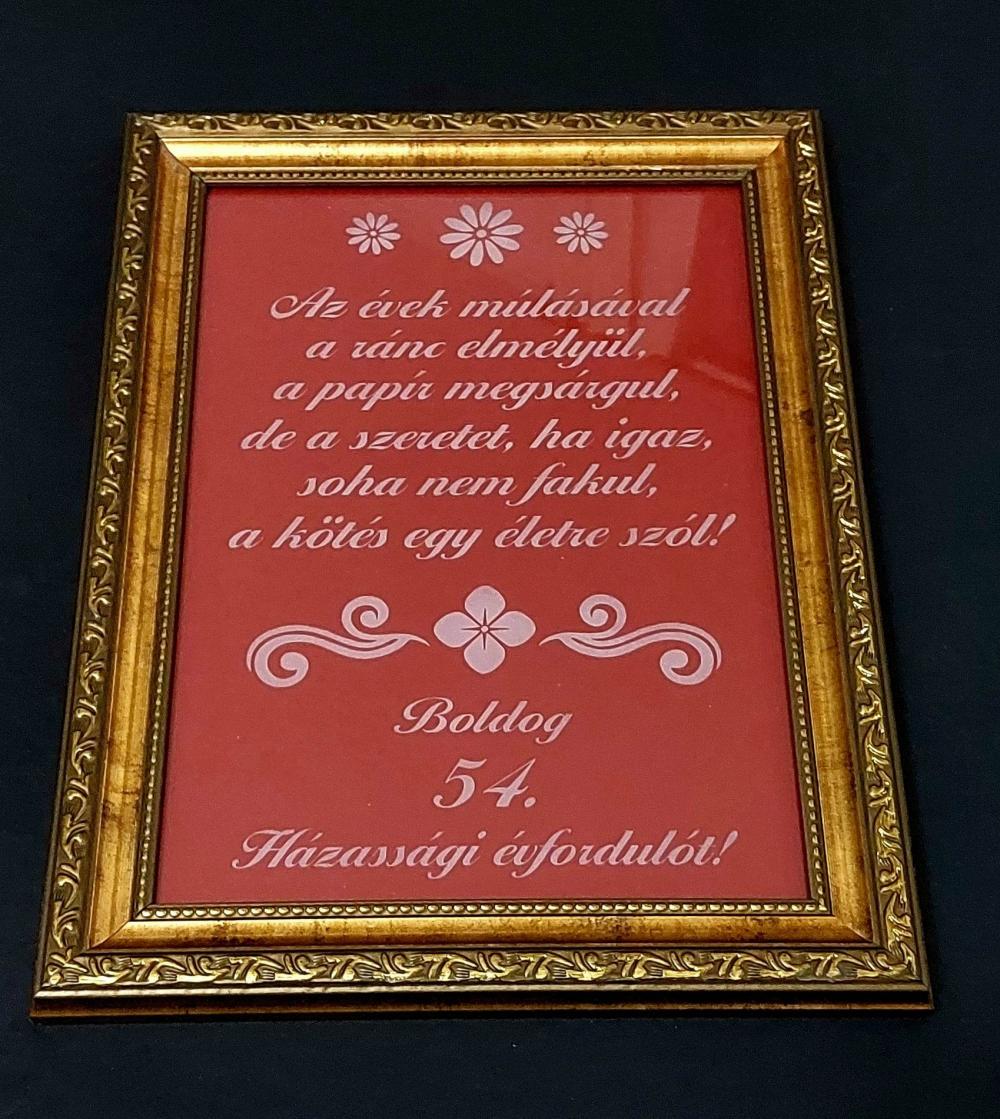 Az évek múlásával
a ránc elmélyül,
a papír megsárgul,
de a szeretet, ha igaz,
soha nem fakul,
a kötés egy életre szól!
Boldog
54.
Házassági évfordulót!